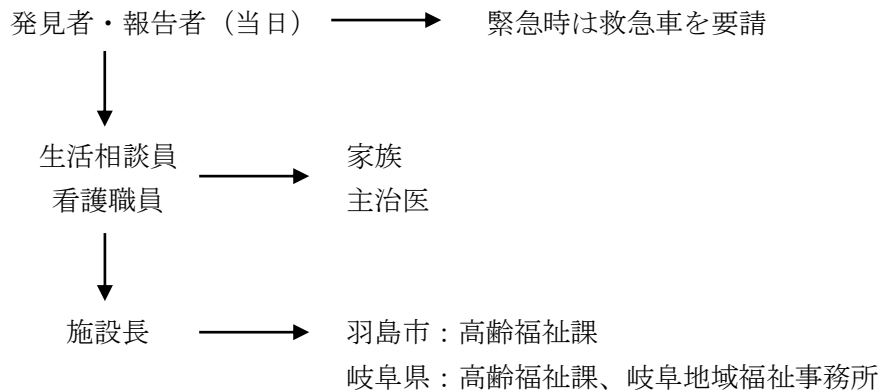 発見者・報告者（当日） 緊急時は救急車を要請
生活相談員 家族
看護職員 主治医
施設長 羽島市：高齢福祉課
岐阜県：高齢福祉課、岐阜地域福祉事務所